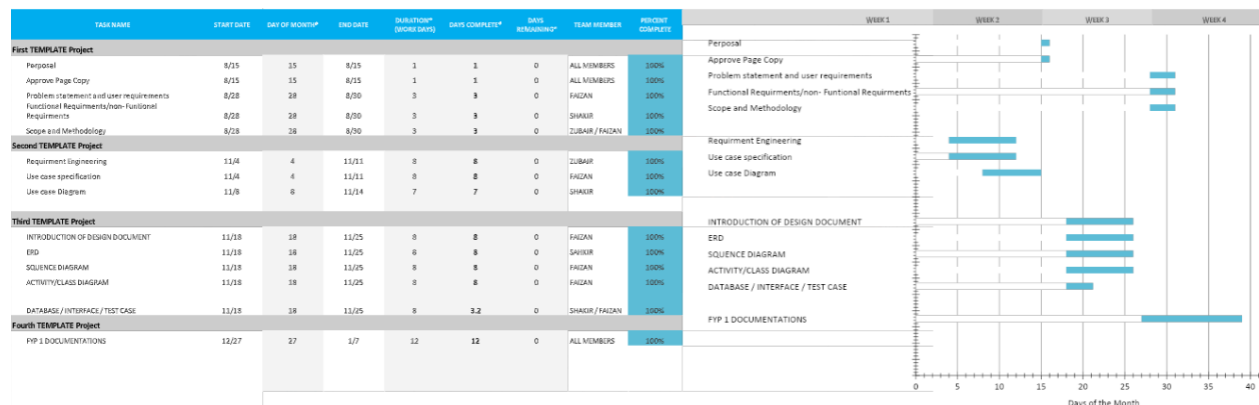 TASK NAME START DATE DAY OF MONTH* END DATE DURATION* (WORK DAYS) DAYS COMPLETE* DAYS REMAINING* TEAM MEMBER PERCENT COMPLETE
First TEMPLATE Project
Perposal 8/15 15 8/15 1 1 0 ALL MEMBERS 100%
Approve Page Copy 8/15 15 8/15 1 1 0 ALL MEMBERS 100%
Problem statement and user requirements 8/28 28 8/30 3 3 0 FAIZAN 100%
Functional Requirments/non- Funtional
Requirments 8/28 28 8/30 3 3 0 SHAKIR 100%
Scope and Methodology 8/28 28 8/30 3 3 0 ZUBAIR / FAIZAN 100%
Second TEMPLATE Project
Requirment Engineering 11/4 4 11/11 8 8 0 ZUBAIR 100%
Use case specification 11/4 4 11/11 8 8 0 FAIZAN 100%
Use case Diagram 11/8 8 11/14 7 7 0 SHAKIR 100%
Third TEMPLATE Project
INTRODUCTION OF DESIGN DOCUMENT 11/18 18 11/25 8 8 0 FAIZAN 100%
ERD 11/18 18 11/25 8 8 0 SAHKIR 100%
SQUENCE DIAGRAM 11/18 18 11/25 8 8 0 FAIZAN 100%
ACTIVITY/CLASS DIAGRAM 11/18 18 11/25 8 8 0 FAIZAN 100%
DATABASE / INTERFACE / TEST CASE 11/18 18 11/25 8 3.2 0 SHAKIR / FAIZAN 100%
Fourth TEMPLATE Project
FYP 1 DOCUMENTATIONS 12/27 27 1/7 12 12 0 ALL MEMBERS 100%
WEEK 1 WEEK 2 WEEK 3 WEEK 4
Perposal
Approve Page Copy
Problem statement and user requirements
Functional Requirments/non- Funtional Requirments
Scope and Methodology
Requirment Engineering
Use case specification
Use case Diagram
INTRODUCTION OF DESIGN DOCUMENT
ERD
SQUENCE DIAGRAM
ACTIVITY/CLASS DIAGRAM
DATABASE / INTERFACE / TEST CASE
FYP 1 DOCUMENTATIONS
0 5 10 15 20 25 30 35 40
Days of the Month